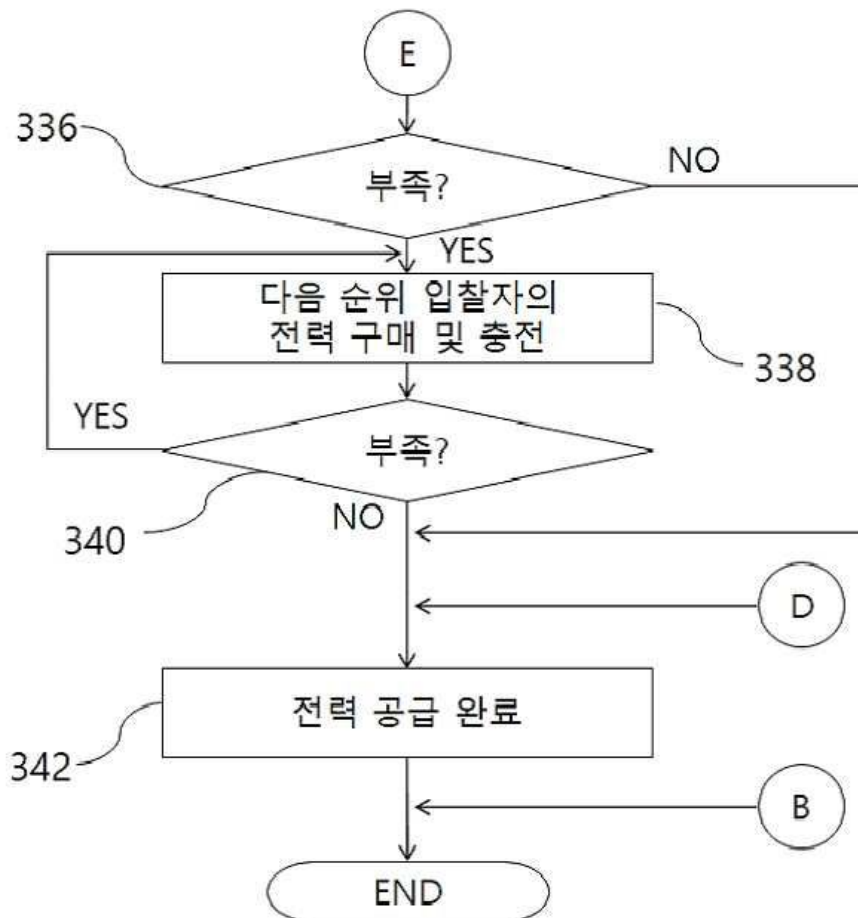 E
336
부족?
NO
YES
다음 순위 입찰자의
전력 구매 및 충전
338
YES
부족?
NO
340
D
전력 공급 완료
342
B
END